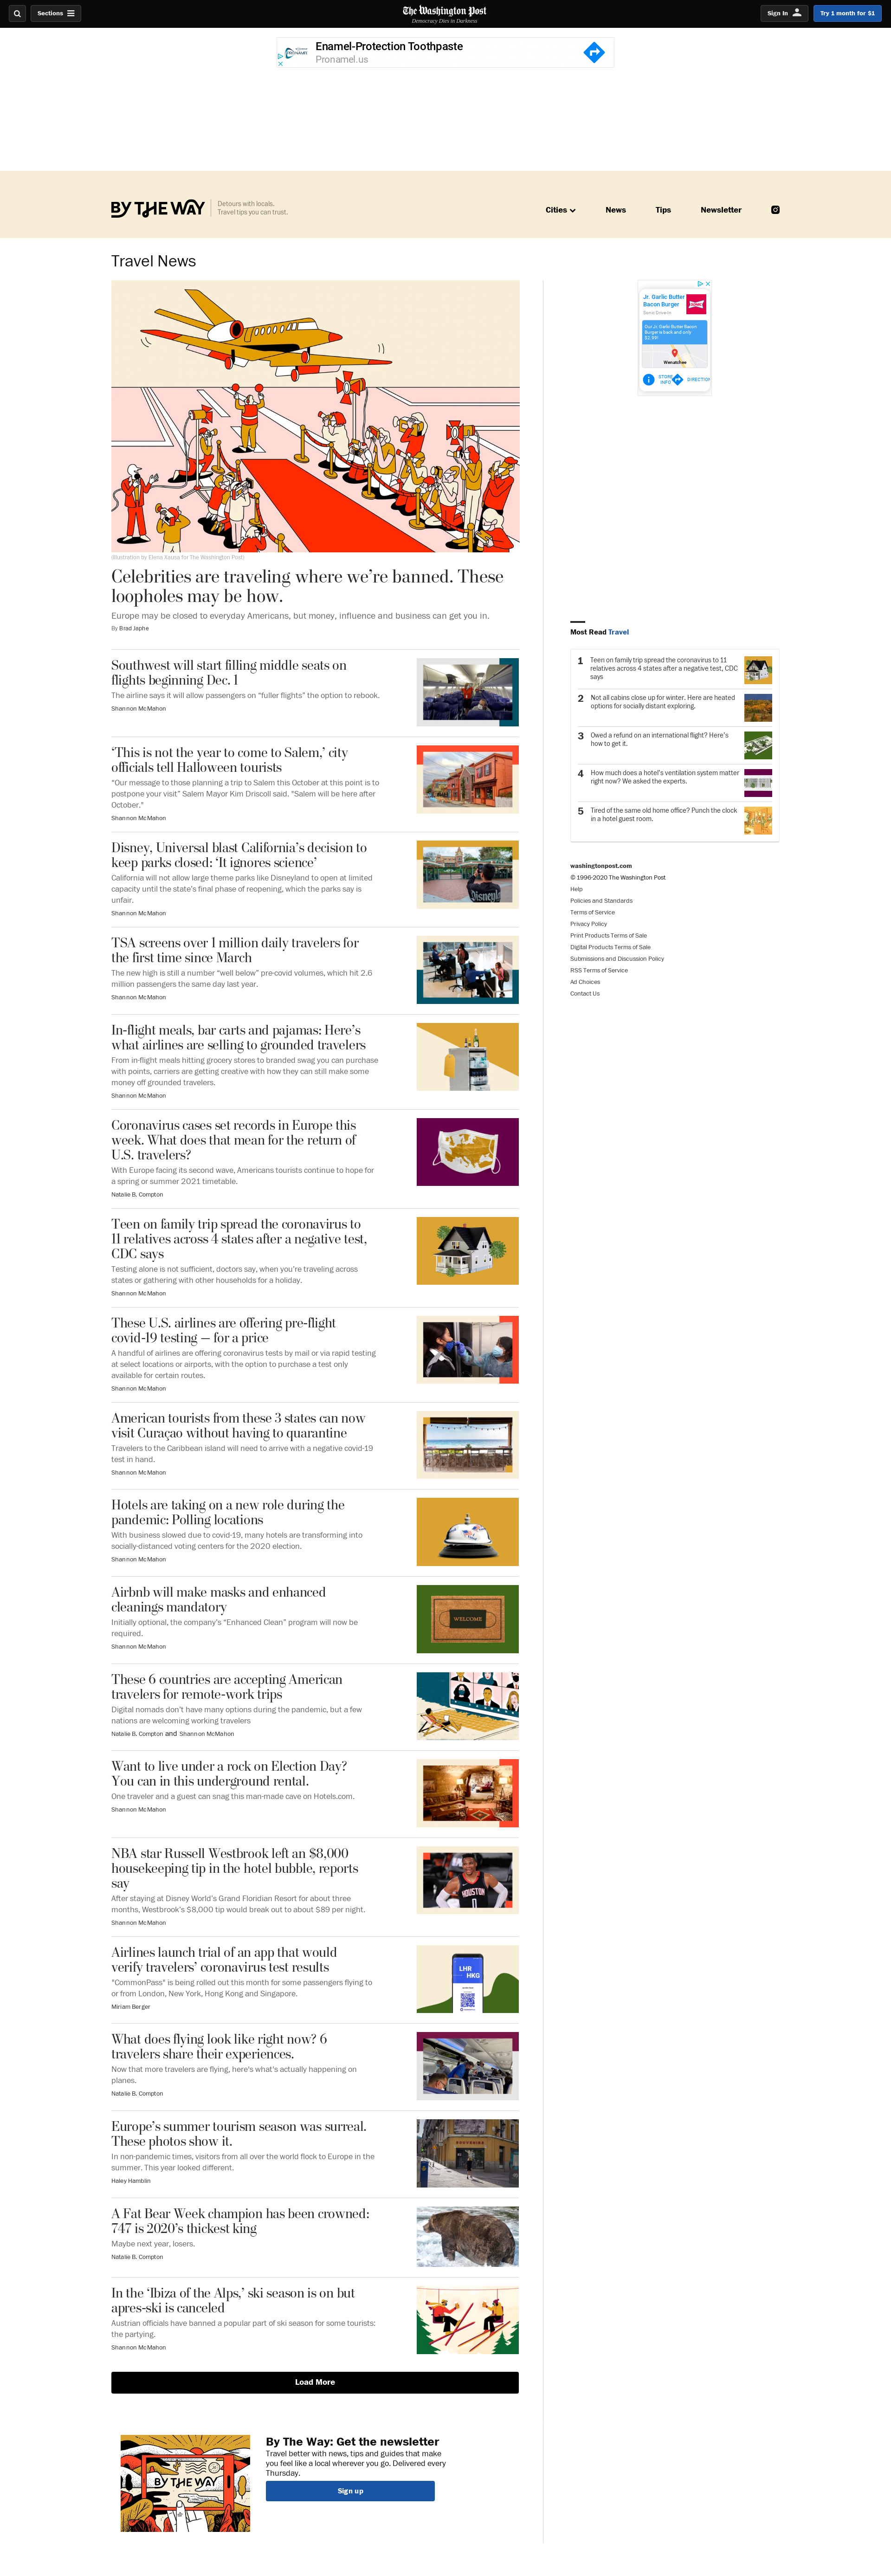 Sections
The Washington Post
Democracy Dies in Darkness
Sign In
Try 1 month for $1
Enamel-Protection Toothpaste
Pronamel.us
BY THE WAY
Detours with locals.
Travel tips you can trust.
Cities
News
Tips
Newsletter
Travel News
(Illustration by Elena Xausa for The Washington Post)
Celebrities are traveling where we’re banned. These
loopholes may be how.
Europe may be closed to everyday Americans, but money, influence and business can get you in.
By Brad Japhe
Southwest will start filling middle seats on
flights beginning Dec. 1
The airline says it will allow passengers on “fuller flights” the option to rebook.
Shannon McMahon
‘This is not the year to come to Salem,’ city
officials tell Halloween tourists
"Our message to those planning a trip to Salem this October at this point is to
postpone your visit” Salem Mayor Kim Driscoll said. "Salem will be here after
October."
Shannon McMahon
Disney, Universal blast California’s decision to
keep parks closed: ‘It ignores science’
California will not allow large theme parks like Disneyland to open at limited
capacity until the state’s final phase of reopening, which the parks say is
unfair.
Shannon McMahon
TSA screens over 1 million daily travelers for
the first time since March
The new high is still a number “well below” pre-covid volumes, which hit 2.6
million passengers the same day last year.
Shannon McMahon
In-flight meals, bar carts and pajamas: Here’s
what airlines are selling to grounded travelers
From in-flight meals hitting grocery stores to branded swag you can purchase
with points, carriers are getting creative with how they can still make some
money off grounded travelers.
Shannon McMahon
Coronavirus cases set records in Europe this
week. What does that mean for the return of
U.S. travelers?
With Europe facing its second wave, Americans tourists continue to hope for
a spring or summer 2021 timetable.
Natalie B. Compton
Teen on family trip spread the coronavirus to
11 relatives across 4 states after a negative test,
CDC says
Testing alone is not sufficient, doctors say, when you’re traveling across
states or gathering with other households for a holiday.
Shannon McMahon
These U.S. airlines are offering pre-flight
covid-19 testing — for a price
A handful of airlines are offering coronavirus tests by mail or via rapid testing
at select locations or airports, with the option to purchase a test only
available for certain routes.
Shannon McMahon
American tourists from these 3 states can now
visit Curaçao without having to quarantine
Travelers to the Caribbean island will need to arrive with a negative covid-19
test in hand.
Shannon McMahon
Hotels are taking on a new role during the
pandemic: Polling locations
With business slowed due to covid-19, many hotels are transforming into
socially-distanced voting centers for the 2020 election.
Shannon McMahon
Airbnb will make masks and enhanced
cleanings mandatory
Initially optional, the company’s “Enhanced Clean” program will now be
required.
Shannon McMahon
WELCOME
These 6 countries are accepting American
travelers for remote-work trips
Digital nomads don't have many options during the pandemic, but a few
nations are welcoming working travelers
Natalie B. Compton and Shannon McMahon
Want to live under a rock on Election Day?
You can in this underground rental.
One traveler and a guest can snag this man-made cave on Hotels.com.
Shannon McMahon
NBA star Russell Westbrook left an $8,000
housekeeping tip in the hotel bubble, reports
say
After staying at Disney World’s Grand Floridian Resort for about three
months, Westbrook’s $8,000 tip would break out to about $89 per night.
Shannon McMahon
HOUSTON
0
Airlines launch trial of an app that would
verify travelers’ coronavirus test results
"CommonPass" is being rolled out this month for some passengers flying to
or from London, New York, Hong Kong and Singapore.
Miriam Berger
LHR
HKG
What does flying look like right now? 6
travelers share their experiences.
Now that more travelers are flying, here's what's actually happening on
planes.
Natalie B. Compton
Europe’s summer tourism season was surreal.
These photos show it.
In non-pandemic times, visitors from all over the world flock to Europe in the
summer. This year looked different.
Haley Hamblin
A Fat Bear Week champion has been crowned:
747 is 2020’s thickest king
Maybe next year, losers.
Natalie B. Compton
In the ‘Ibiza of the Alps,’ ski season is on but
apres-ski is canceled
Austrian officials have banned a popular part of ski season for some tourists:
the partying.
Shannon McMahon
Load More
BY THE WAY
By The Way: Get the newsletter
Travel better with news, tips and guides that make
you feel like a local wherever you go. Delivered every
Thursday.
Sign up
Jr. Garlic Butter
Bacon Burger
Sonic Drive-In
Our Jr. Garlic Butter Bacon
Burger is back and only
$1.99!
Wenatchee
STORE
INFO
DIRECTION
Most Read Travel
1
Teen on family trip spread the coronavirus to 11
relatives across 4 states after a negative test, CDC
says
2
Not all cabins close up for winter. Here are heated
options for socially distant exploring.
3
Owed a refund on an international flight? Here’s
how to get it.
4
How much does a hotel’s ventilation system matter
right now? We asked the experts.
5
Tired of the same old home office? Punch the clock
in a hotel guest room.
washingtonpost.com
© 1996-2020 The Washington Post
Help
Policies and Standards
Terms of Service
Privacy Policy
Print Products Terms of Sale
Digital Products Terms of Sale
Submissions and Discussion Policy
RSS Terms of Service
Ad Choices
Contact Us